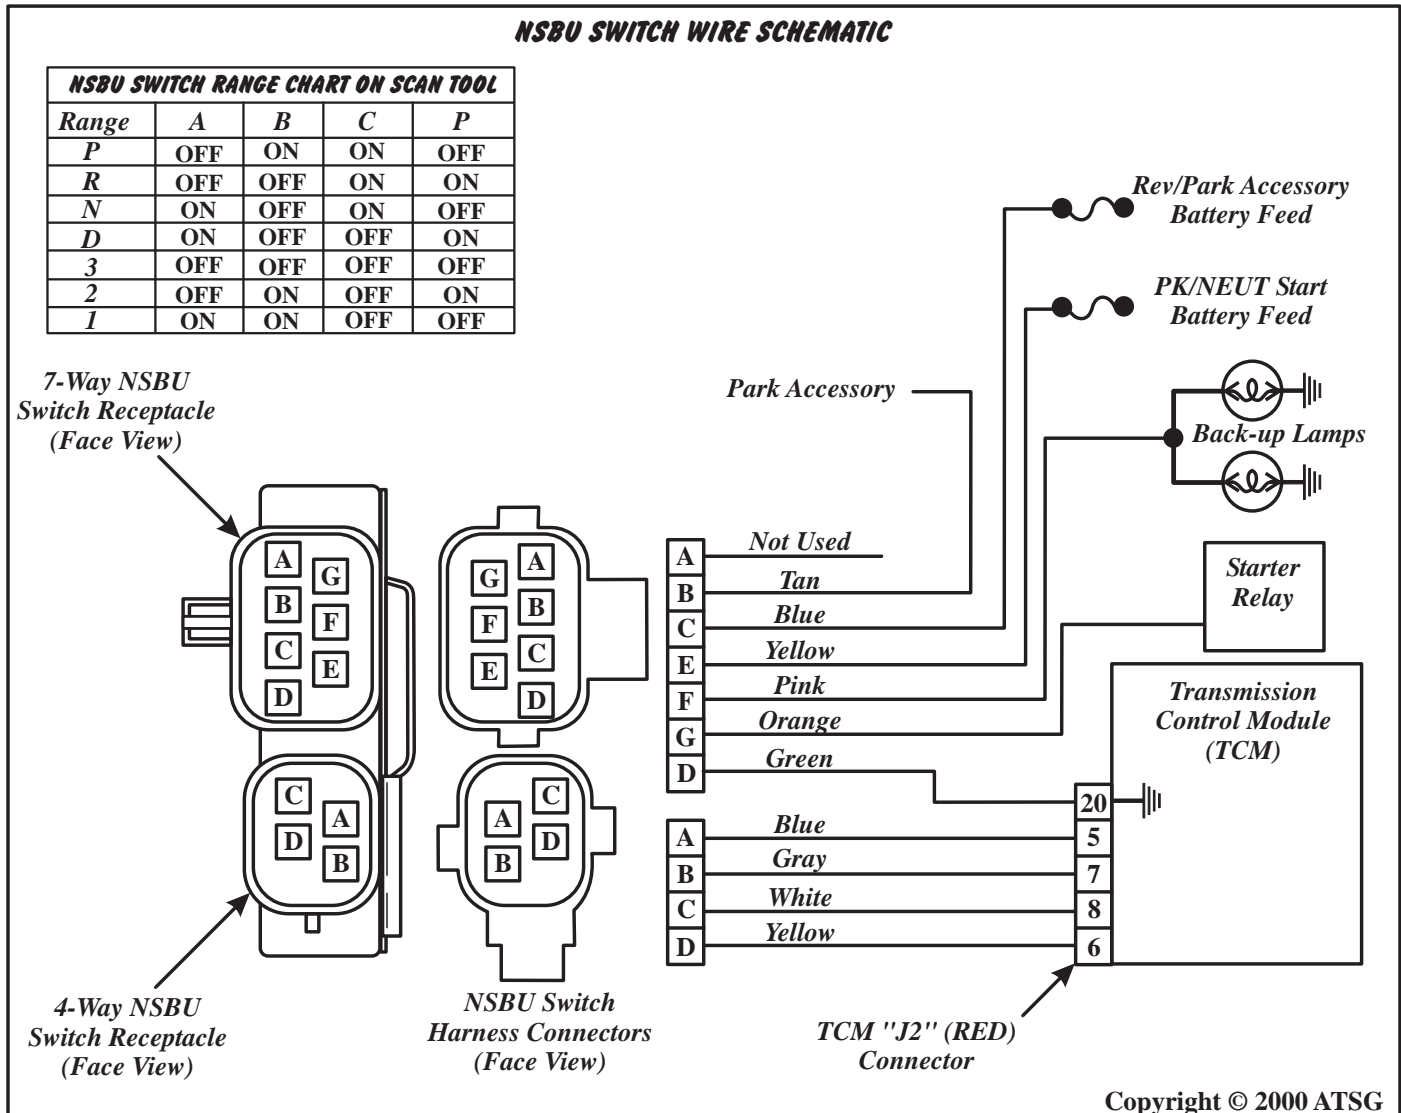 NSBU SWITCH WIRE SCHEMATIC
NSBU SWITCH RANGE CHART ON SCAN TOOL
Range A B C P
P OFF ON ON OFF
R OFF OFF ON ON
N ON OFF ON OFF
D ON OFF OFF ON
3 OFF OFF OFF OFF
2 OFF ON OFF ON
1 ON ON OFF OFF
Rev/Park Accessory
Battery Feed
PK/NEUT Start
Battery Feed
Park Accessory
Back-up Lamps
7-Way NSBU
Switch Receptacle
(Face View)
A
G
B
F
C
E
D
C
A
D
B
G
A
F
B
E
C
D
A
C
B
D
A Not Used
B Tan
C Blue
E Yellow
F Pink
G Orange
D Green
A Blue
B Gray
C White
D Yellow
Starter
Relay
Transmission
Control Module
(TCM)
20
5
7
8
6
4-Way NSBU
Switch Receptacle
(Face View)
NSBU Switch
Harness Connectors
(Face View)
TCM "J2" (RED)
Connector
Copyright © 2000 ATSG